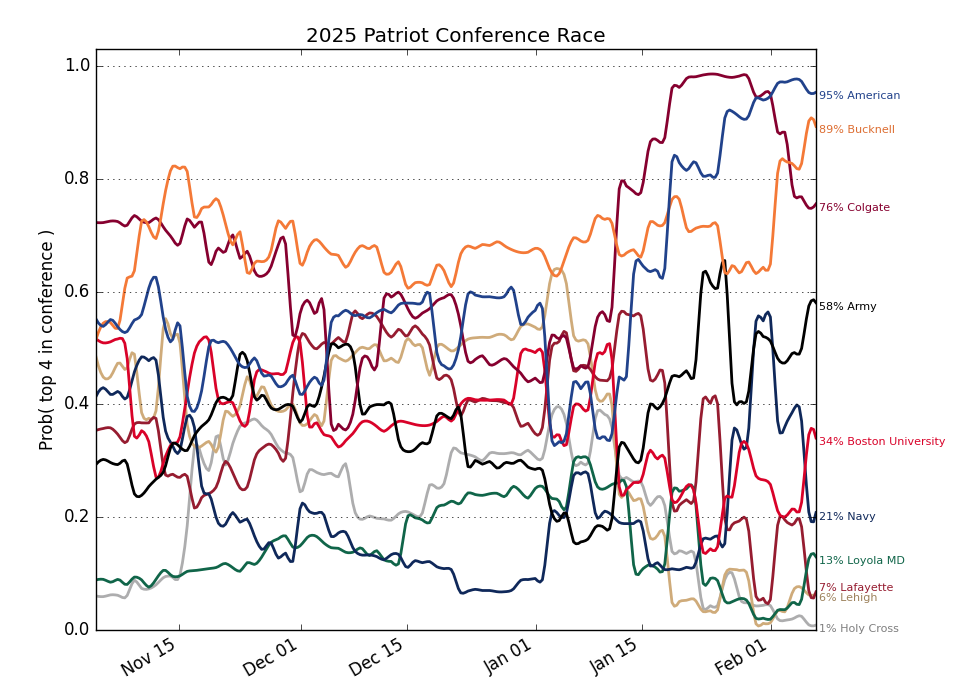 2025 Patriot Conference Race
Prob( top 4 in conference )
1.0
0.8
0.6
0.4
0.2
0.0
Nov 15
Dec 01
Dec 15
Jan 01
Jan 15
Feb 01
95% American
89% Bucknell
76% Colgate
58% Army
34% Boston University
21% Navy
13% Loyola MD
7% Lafayette
6% Lehigh
1% Holy Cross